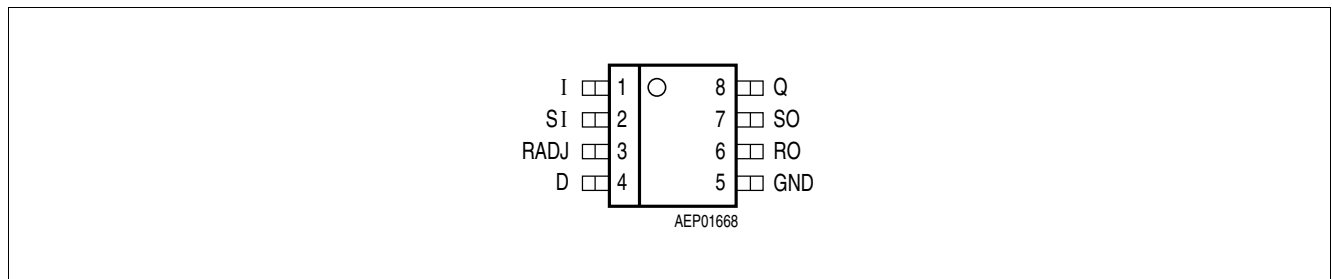 I 1 8 Q
SI 2 7 SO
RADJ 3 6 RO
D 4 5 GND
AEP01668